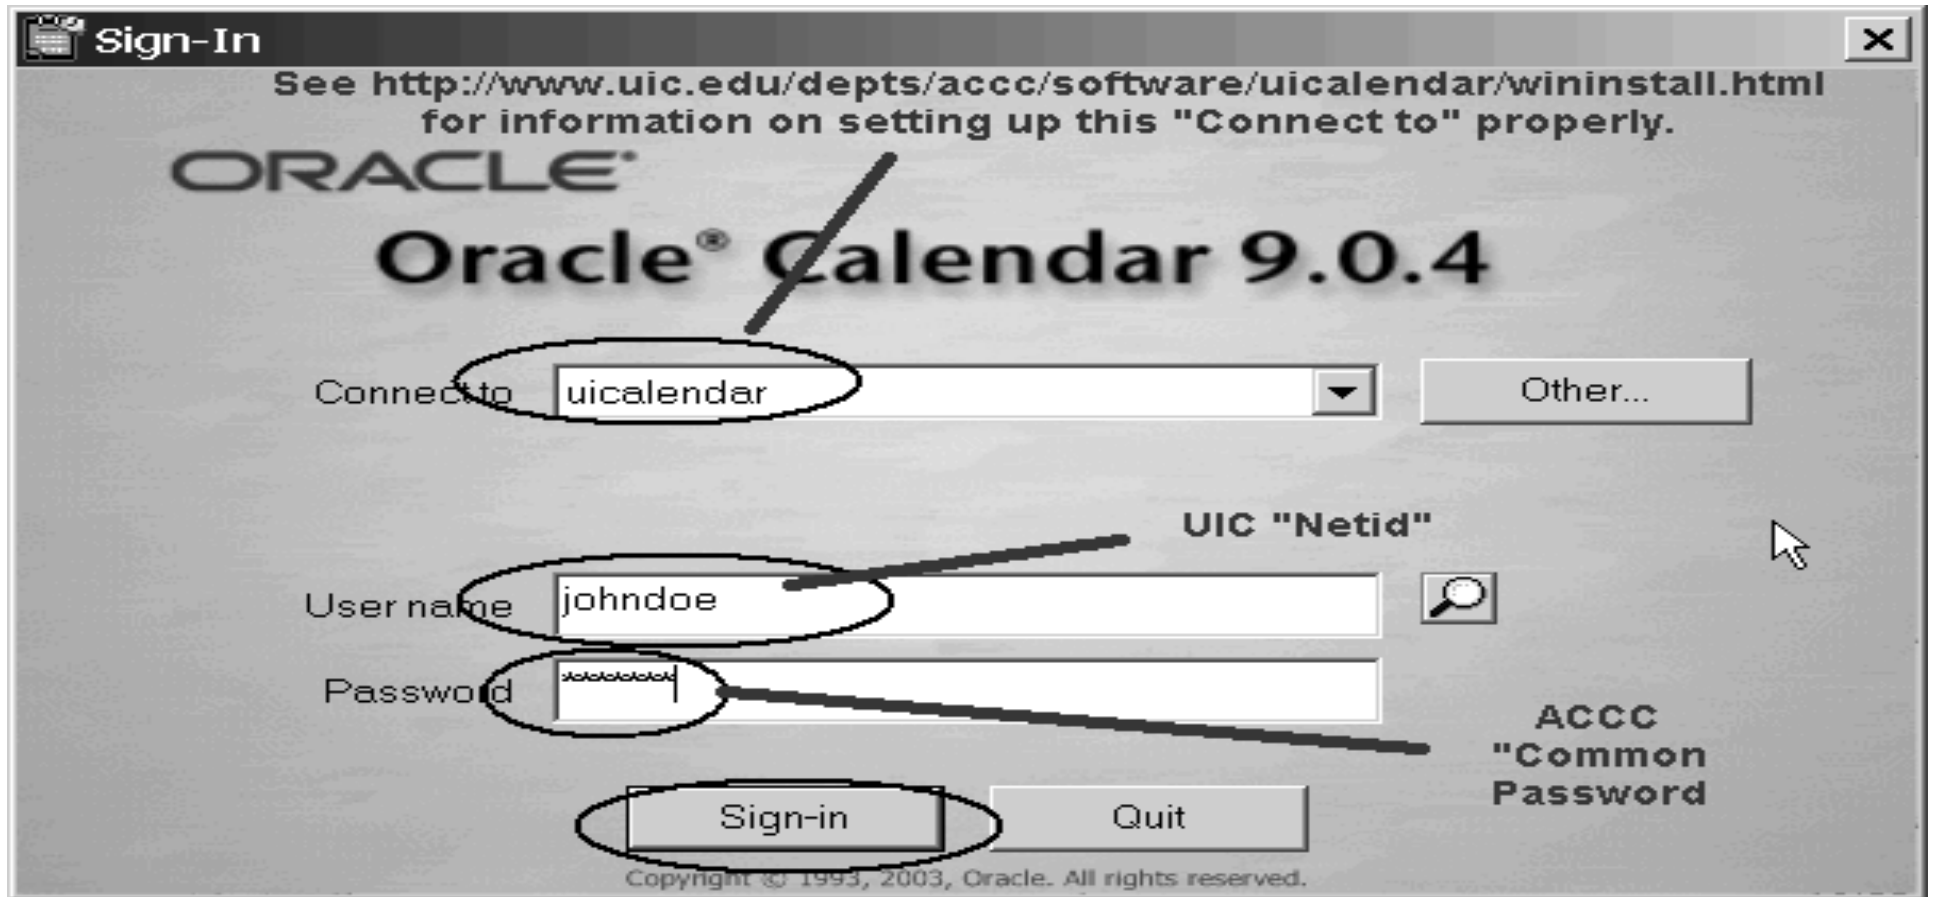 Sign-In
See http://www.uic.edu/depts/accc/software/uicalendar/wininstall.html
for information on setting up this "Connect to" properly.
ORACLE
Oracle® Calendar 9.0.4
Connect to uicalendar Other...
UIC "Netid"
User name johndoe
Password ********
ACCC
"Common
Password
Sign-in Quit
Copyright © 1993, 2003, Oracle. All rights reserved.